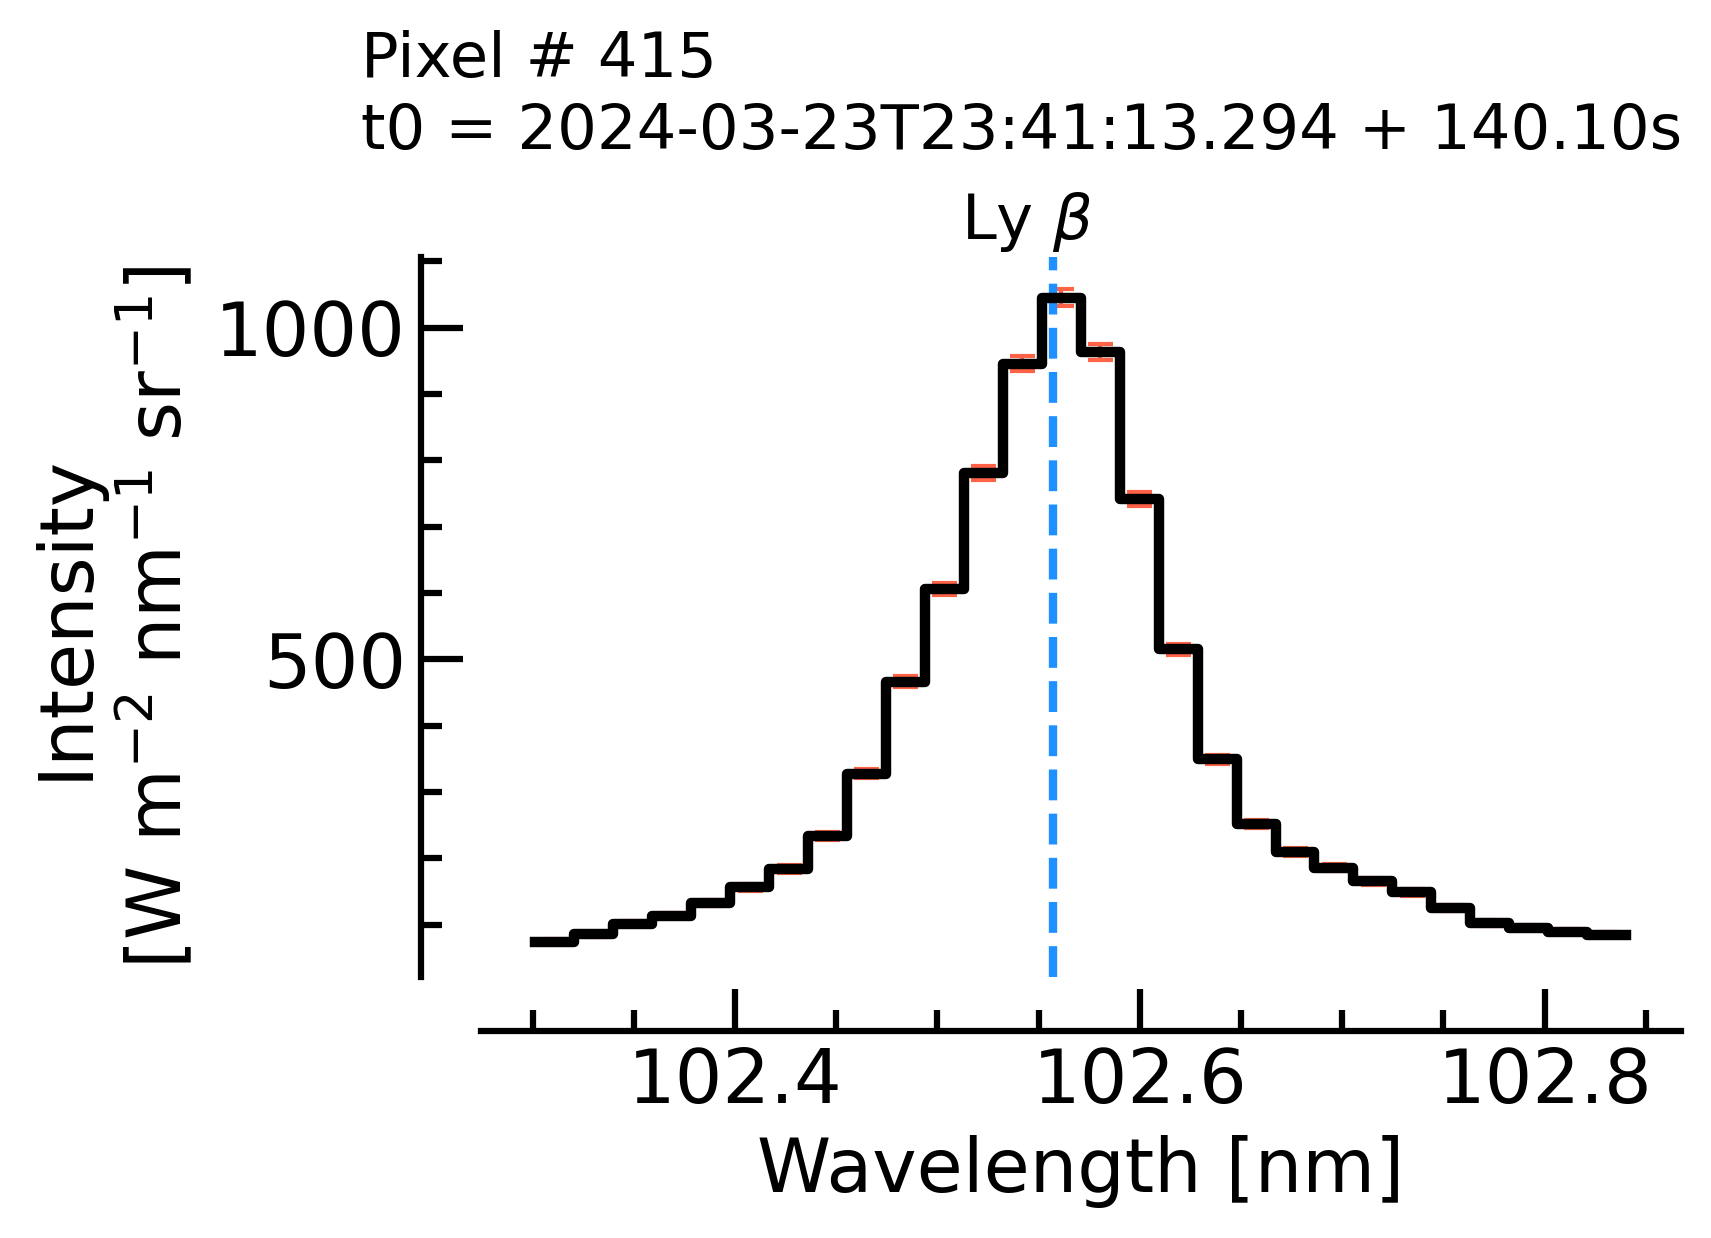 Pixel # 415
t0 = 2024-03-23T23:41:13.294 + 140.10s
Ly β
Intensity
[W m⁻² nm⁻¹ sr⁻¹]
1000
500
102.4 102.6 102.8
Wavelength [nm]